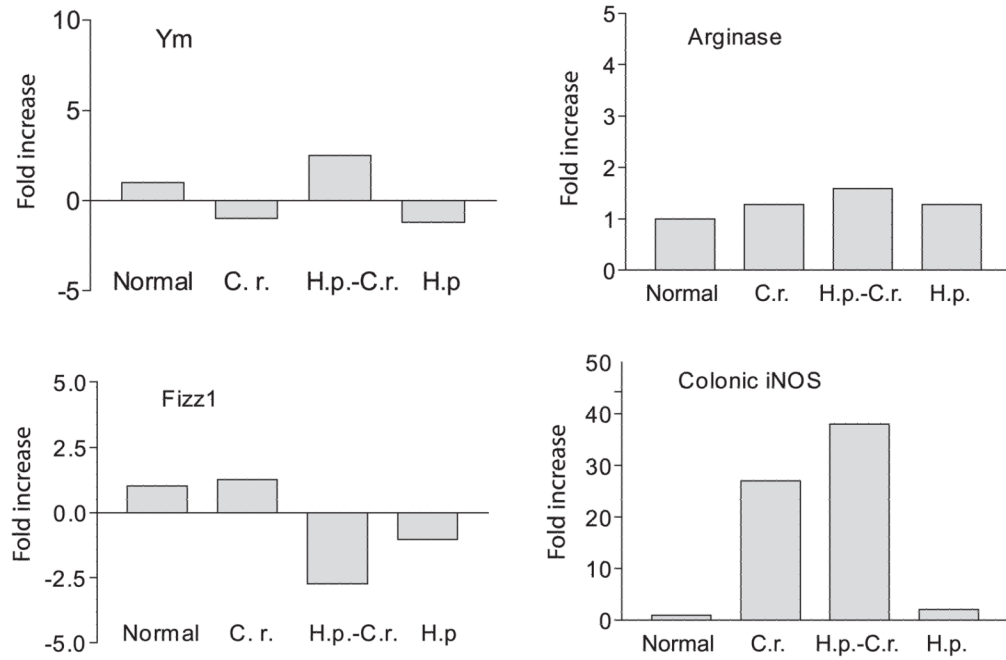 Ym
Fold increase
10
5
0
-5
Normal C. r. H.p.-C.r. H.p
Arginase
Fold increase
5
4
3
2
1
0
Normal C.r. H.p.-C.r. H.p.
Fizz1
Fold increase
5.0
2.5
0.0
-2.5
-5.0
Normal C. r. H.p.-C.r. H.p
Colonic iNOS
Fold increase
50
40
30
20
10
0
Normal C.r. H.p.-C.r. H.p.